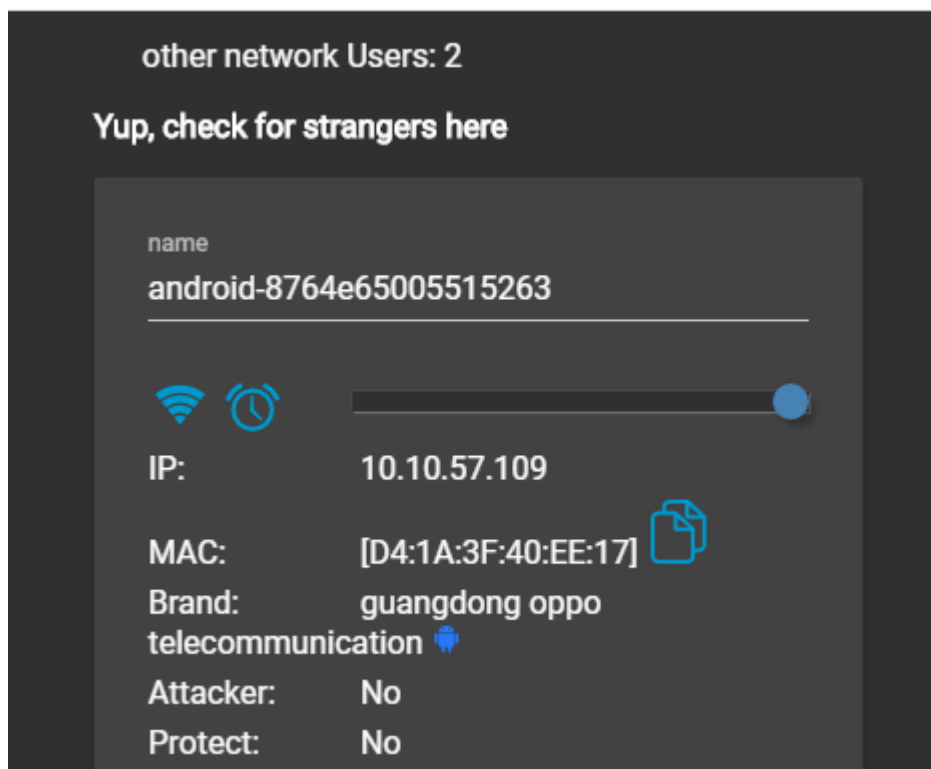 other network Users: 2
Yup, check for strangers here
name
android-8764e65005515263
IP: 10.10.57.109
MAC: [D4:1A:3F:40:EE:17]
Brand: guangdong oppo
telecommunication
Attacker: No
Protect: No